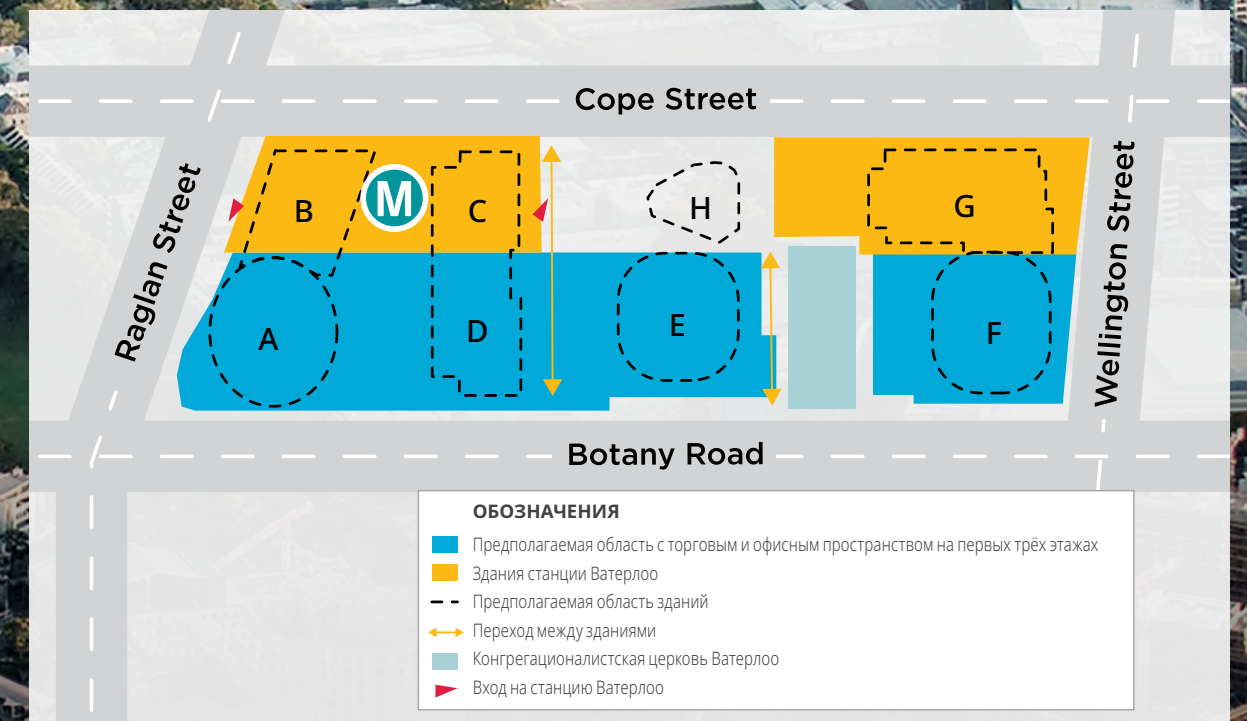 Cope Street
Raglan Street
Wellington Street
B
M
C
H
G
A
D
E
F
Botany Road
ОБОЗНАЧЕНИЯ
Предполагаемая область с торговым и офисным пространством на первых трёх этажах
Здания станции Ватерлоо
Предполагаемая область зданий
Переход между зданиями
Конгрегационалистская церковь Ватерлоо
Вход на станцию Ватерлоо